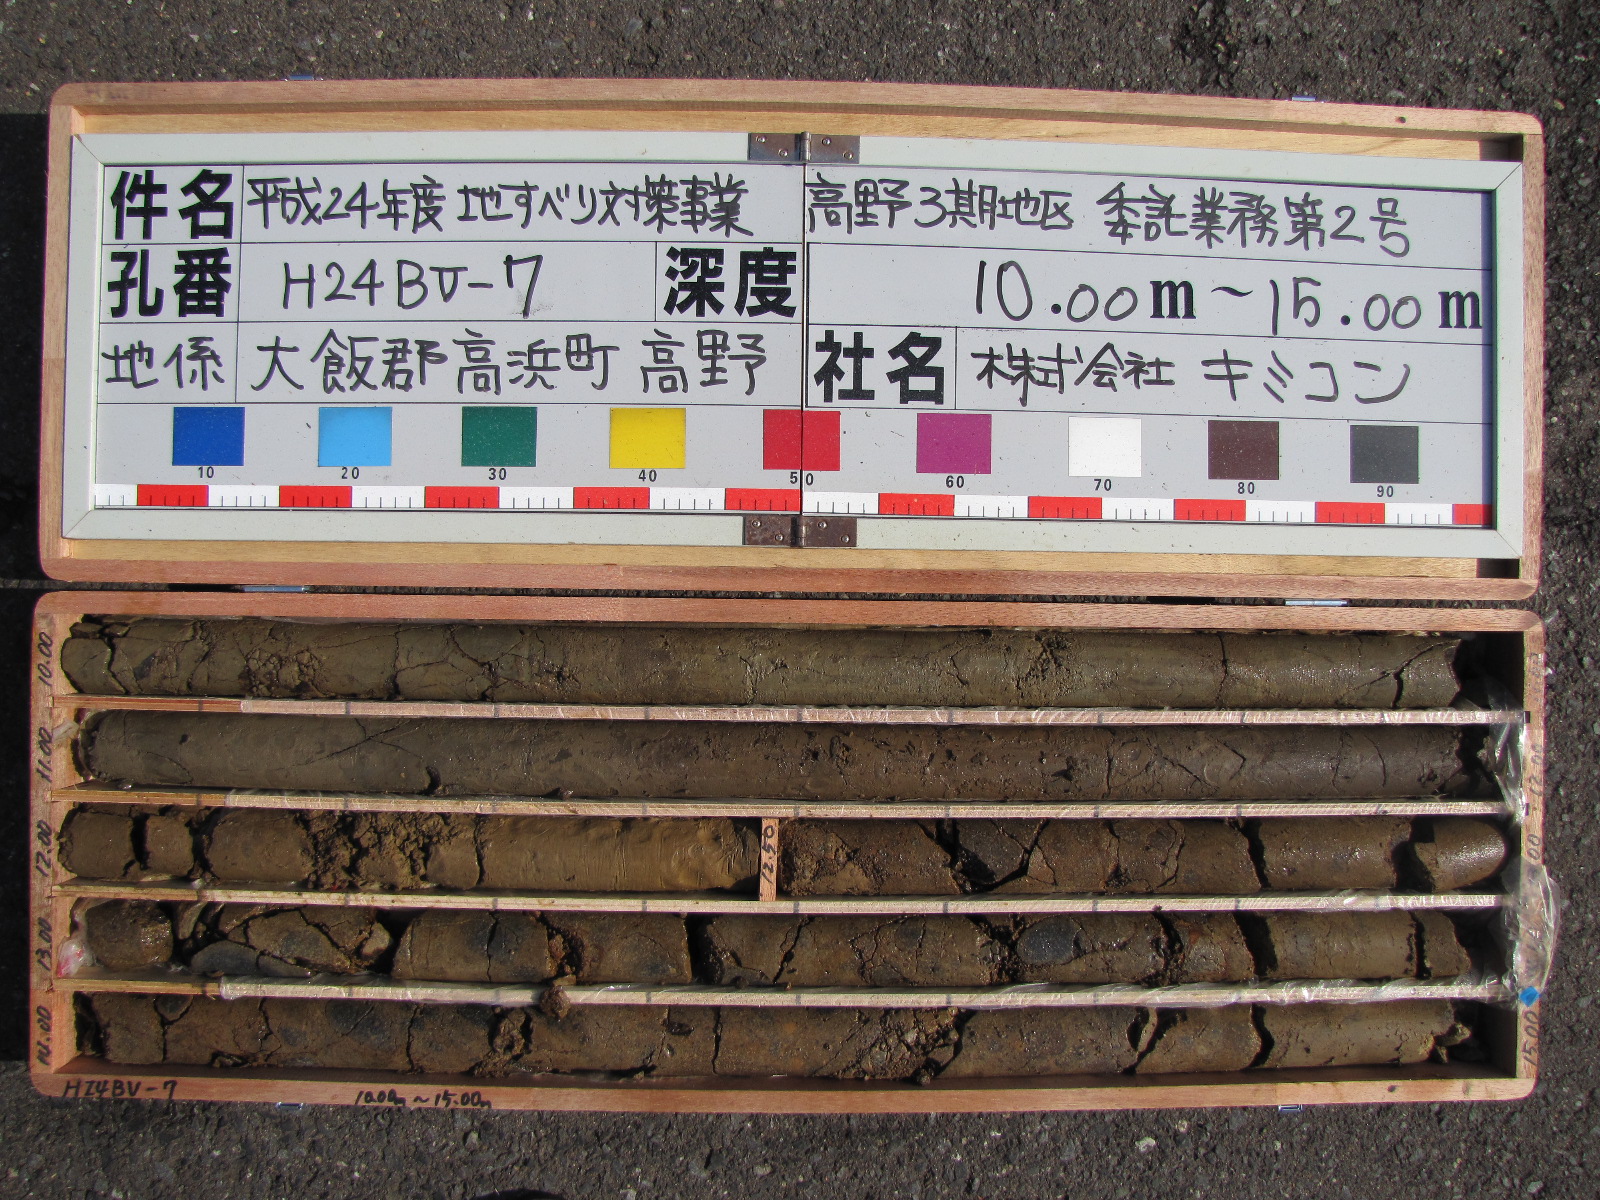 件名 平成24年度 地すべり対策事業 高野3期地区 委託業務第2号
孔番 H24BV-7 深度 10.00m~15.00m
地係 大飯郡高浜町 高野 社名 株式会社 キミコン
10 20 30 40 50 60 70 80 90
10.00
11.00 12.00
12.00 12.50
13.00
14.00 15.00
H24BV-7 10.00m~15.00m